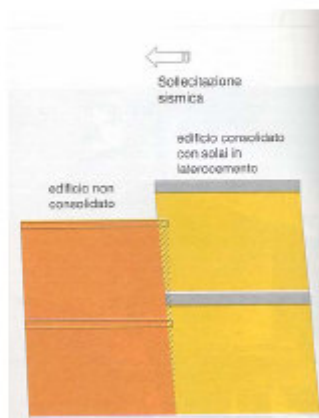 Sollecitazione
sismica
edificio consolidato
con solai in
laterocemento
edificio non
consolidato